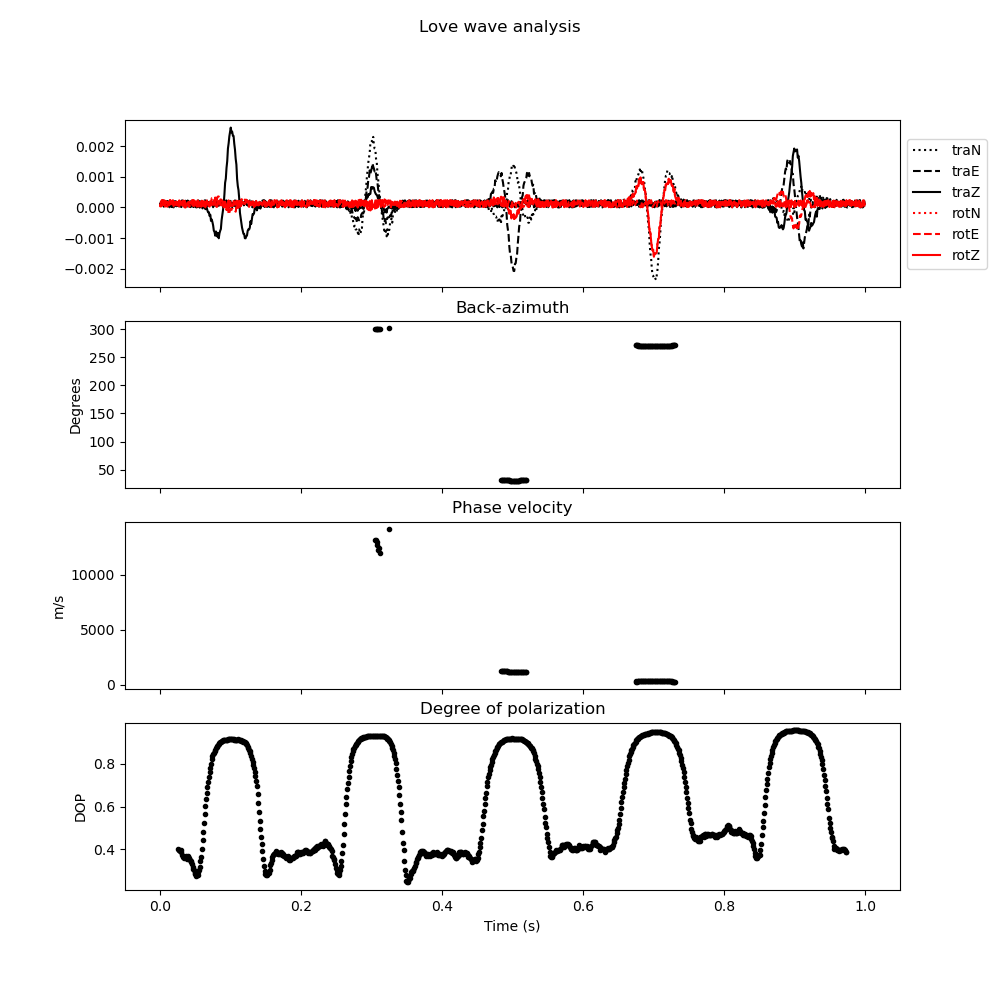 Love wave analysis
0.002
0.001
0.000
−0.001
−0.002
traN
traE
traZ
rotN
rotE
rotZ
Back-azimuth
300
250
200
150
100
50
Degrees
Phase velocity
10000
5000
0
m/s
Degree of polarization
0.8
0.6
0.4
DOP
0.0 0.2 0.4 0.6 0.8 1.0
Time (s)